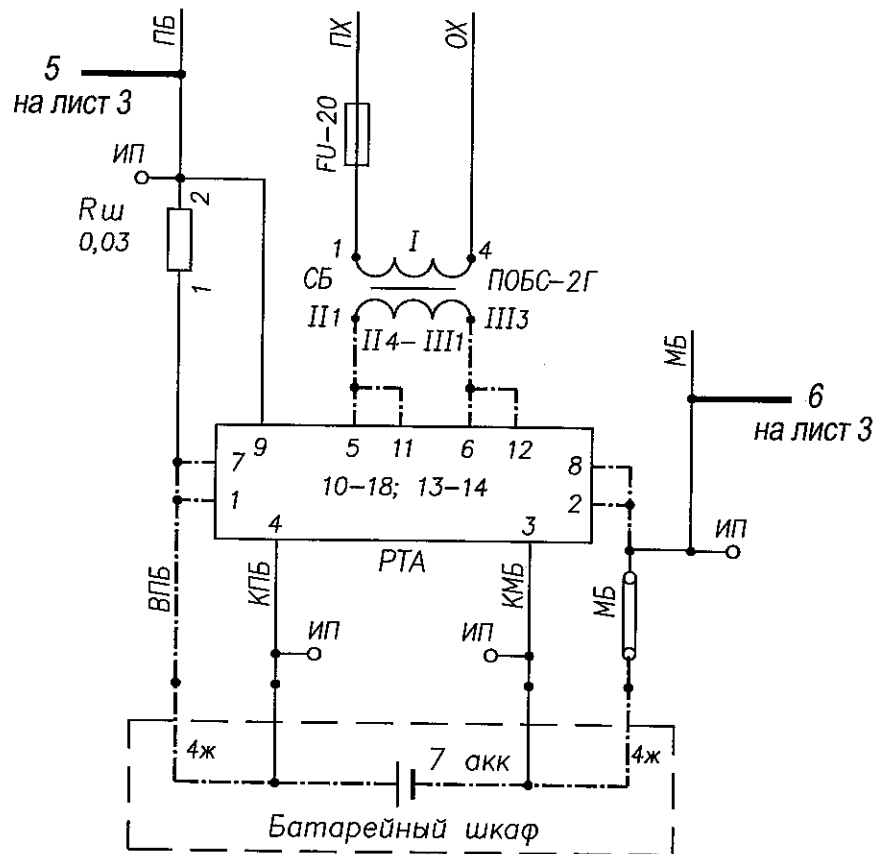 ПБ
ПХ
ОХ
5
на лист 3
ИП
FU-20
Rш
0,03
2
1
1
I
4
СБ
ПОБС-2Г
II1
II4-III1
III3
МБ
6
на лист 3
9
5
11
6
12
7
8
10-18; 13-14
1
2
4
3
ИП
РТА
ВПБ
КПБ
КМБ
МБ
ИП
ИП
4ж
7 акк
4ж
Батарейный шкаф